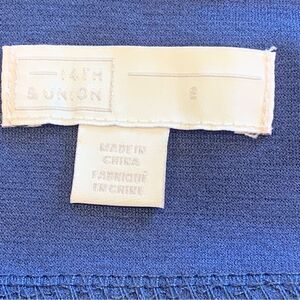 14TH
& UNION
MADE IN
CHINA
FABRIQUÉ
EN CHINE